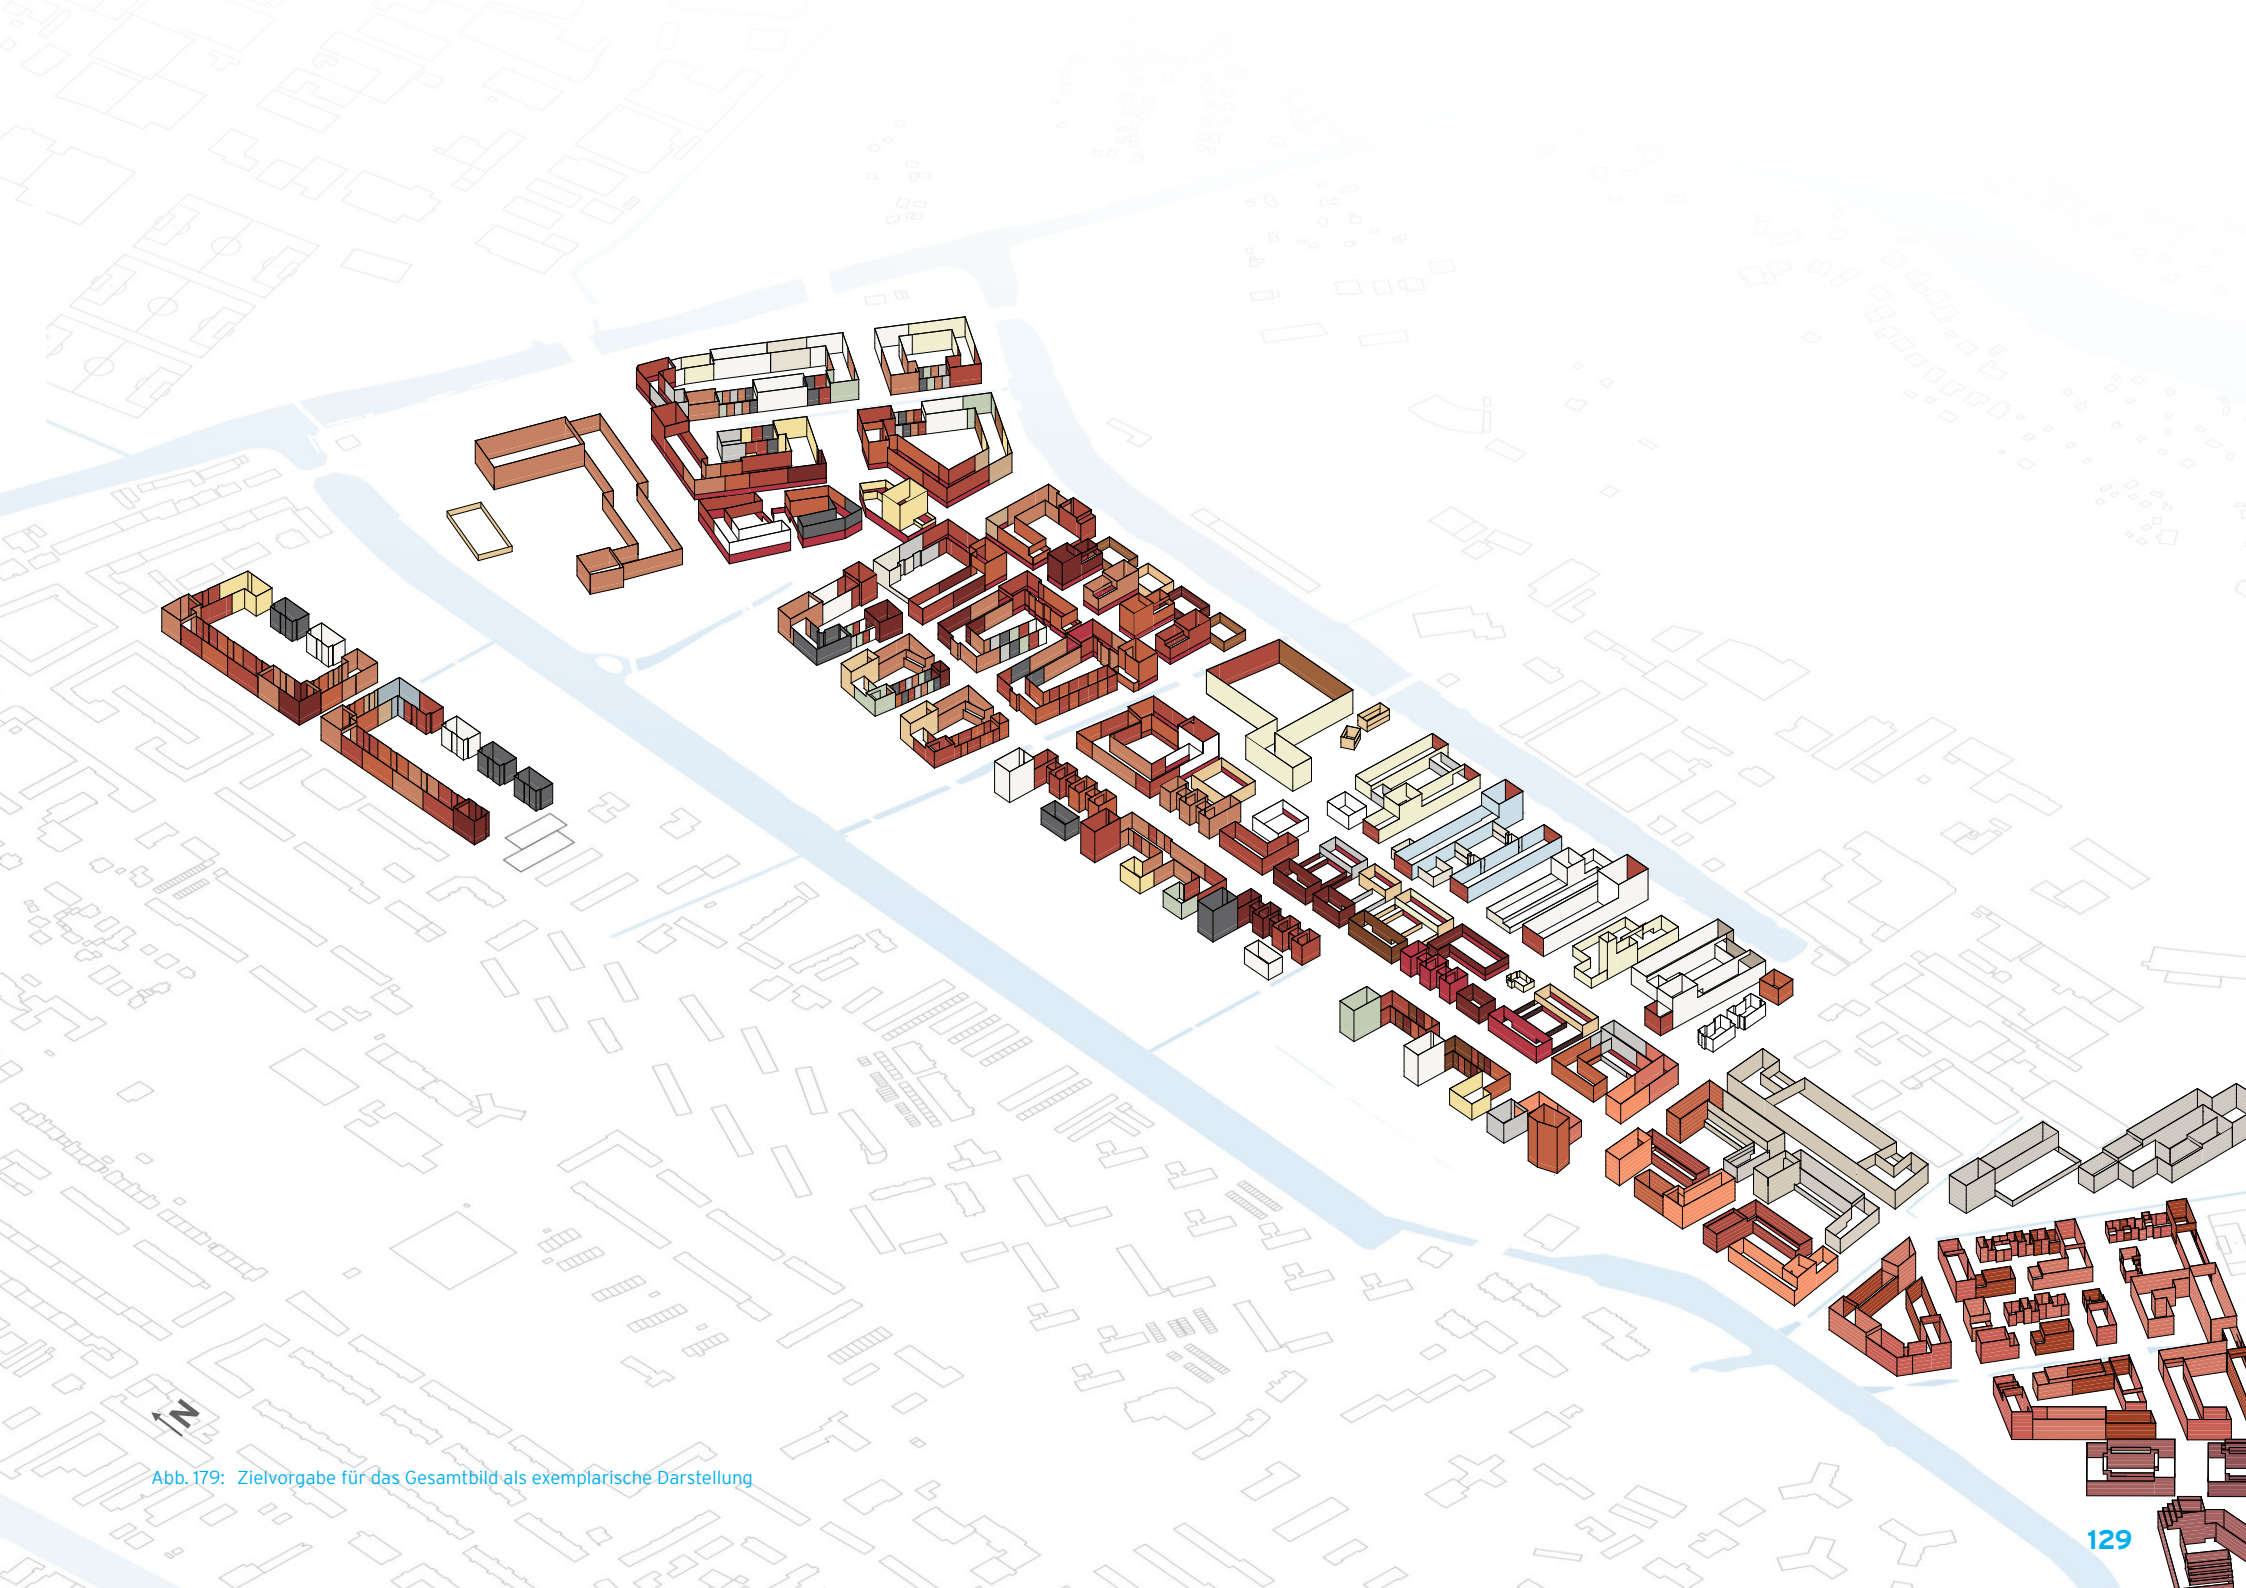 N
Abb. 179: Zielvorgabe für das Gesamtbild als exemplarische Darstellung
129